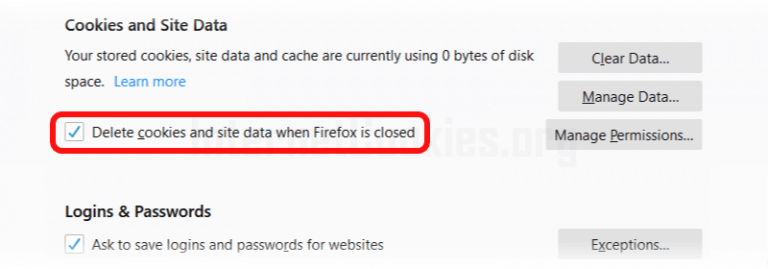 Cookies and Site Data
Your stored cookies, site data and cache are currently using 0 bytes of disk
space. Learn more
Clear Data...
Manage Data...
Delete cookies and site data when Firefox is closed
Manage Permissions...
internetcookies.org
Logins & Passwords
Ask to save logins and passwords for websites
Exceptions...